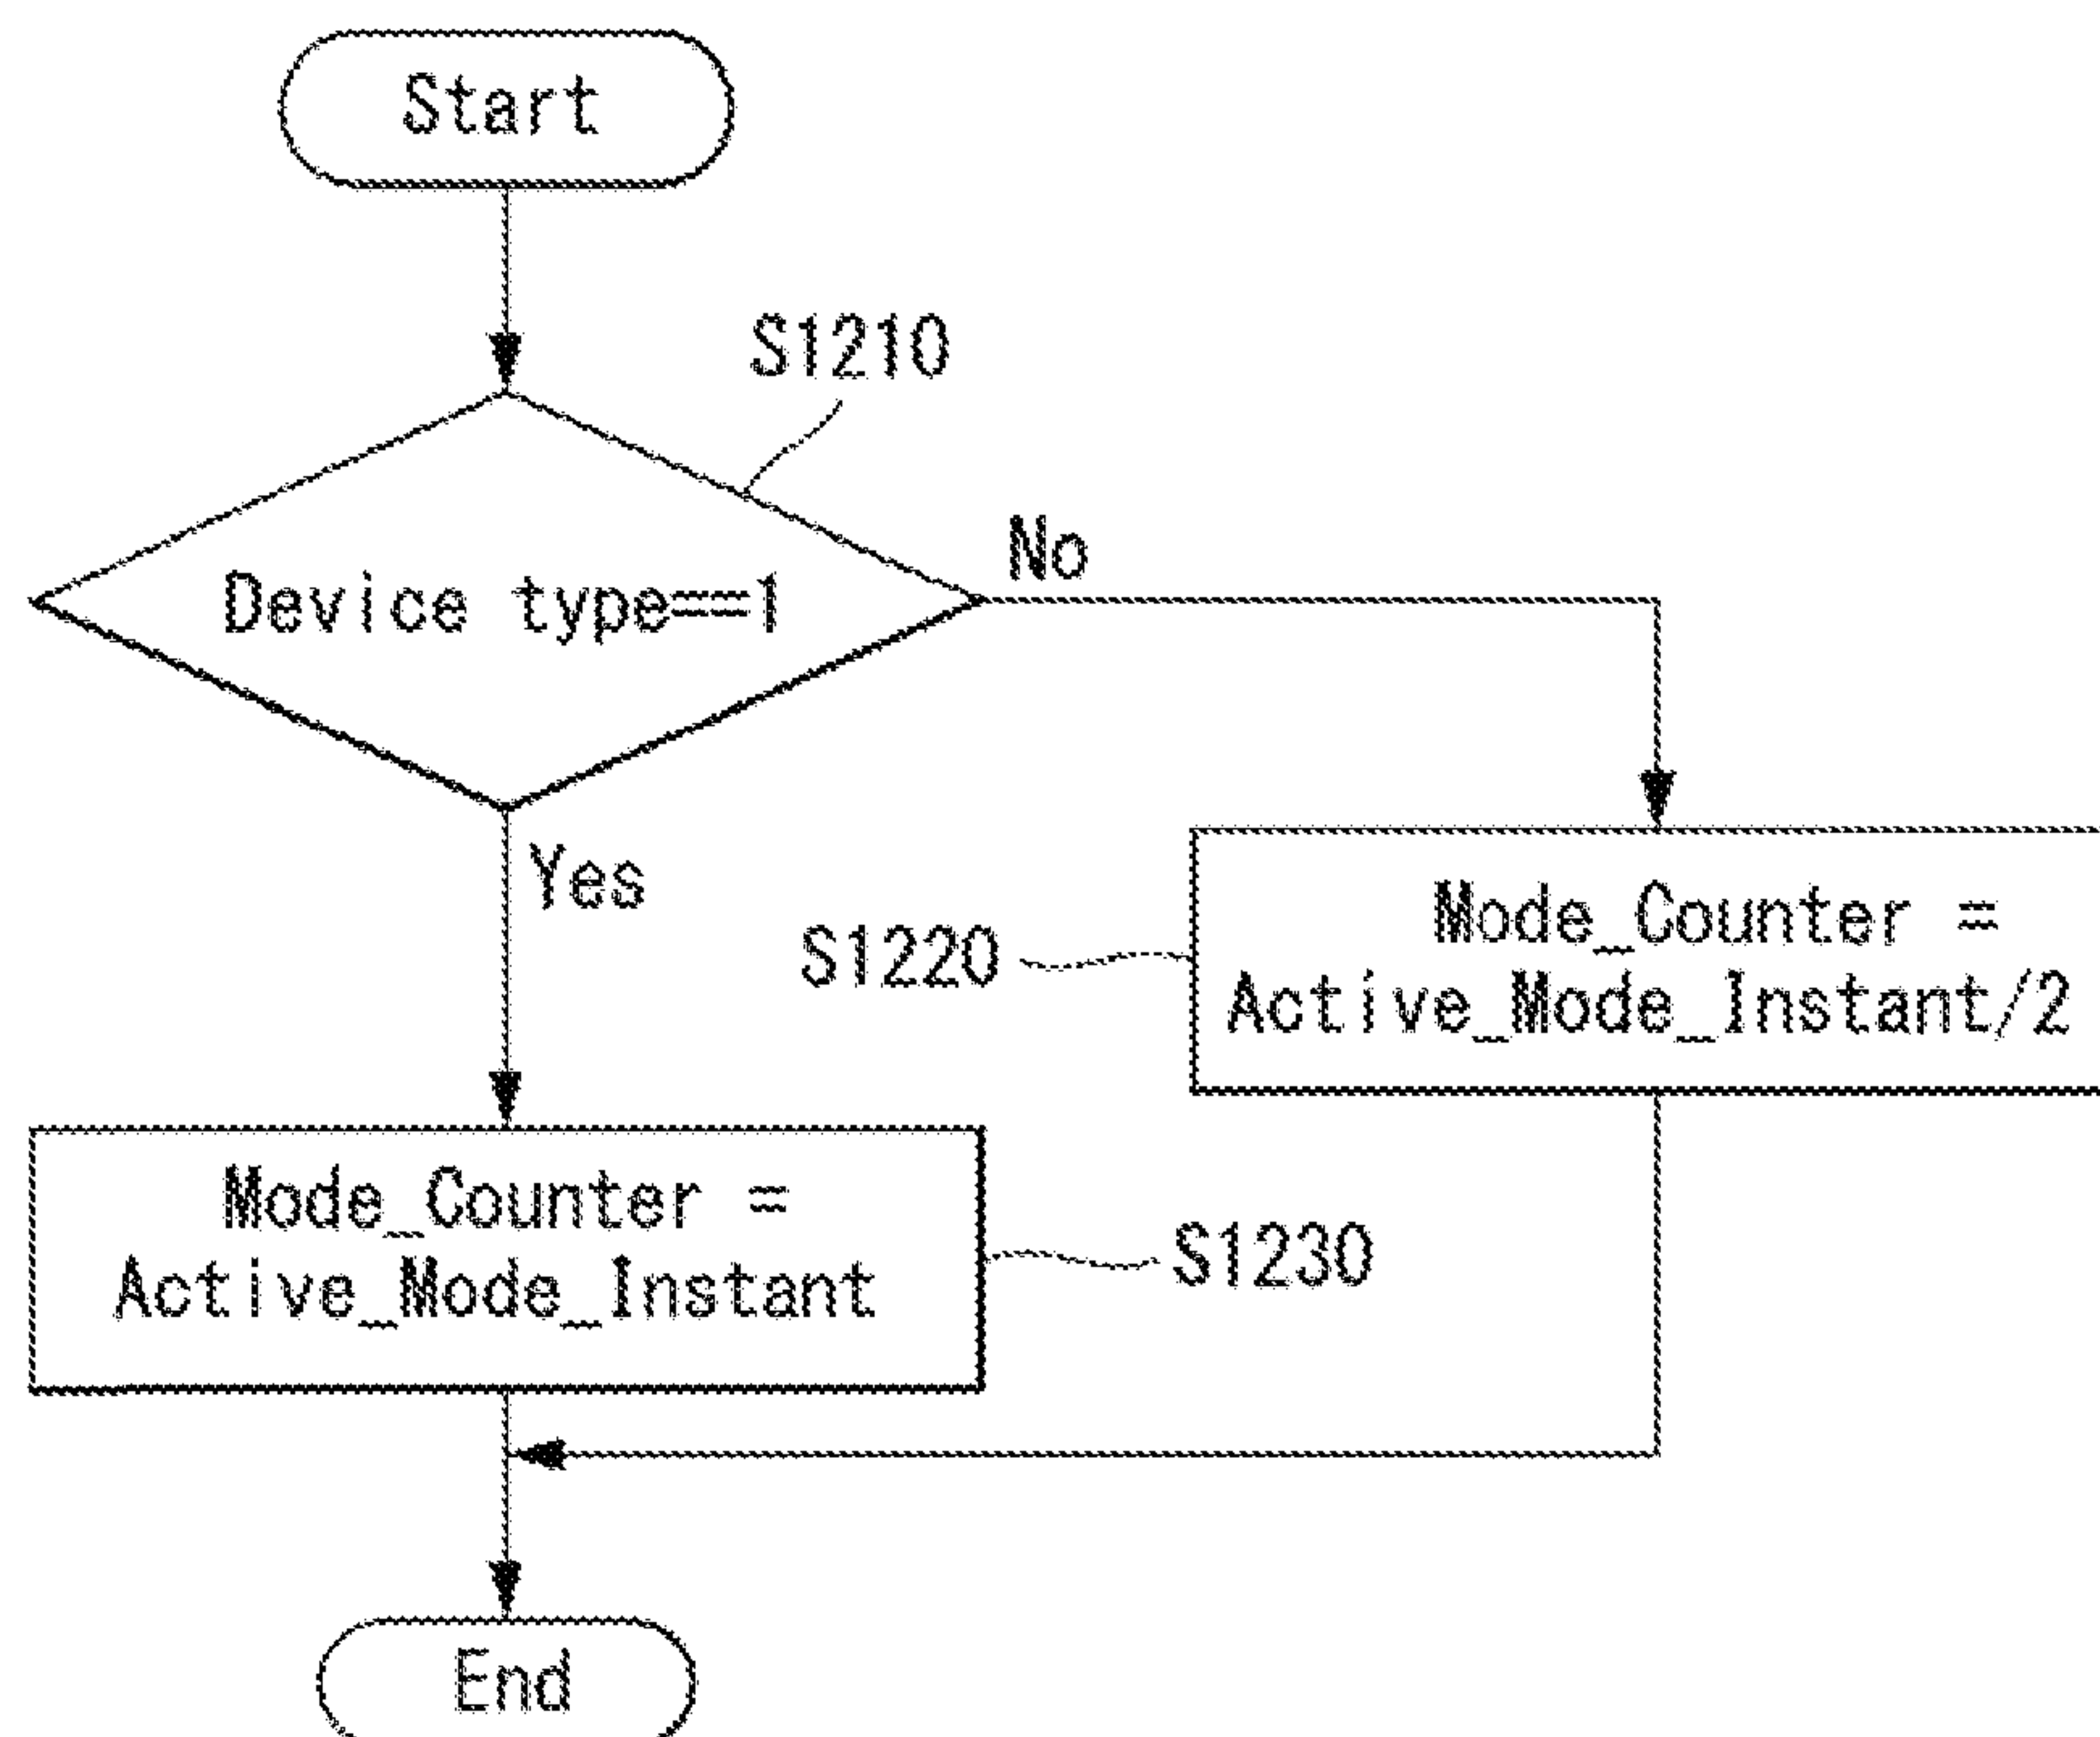 Start
S1210
Device type==1
No
Yes
S1220
Mode_Counter =
Active_Mode_Instant/2
Mode_Counter =
Active_Mode_Instant
S1230
End